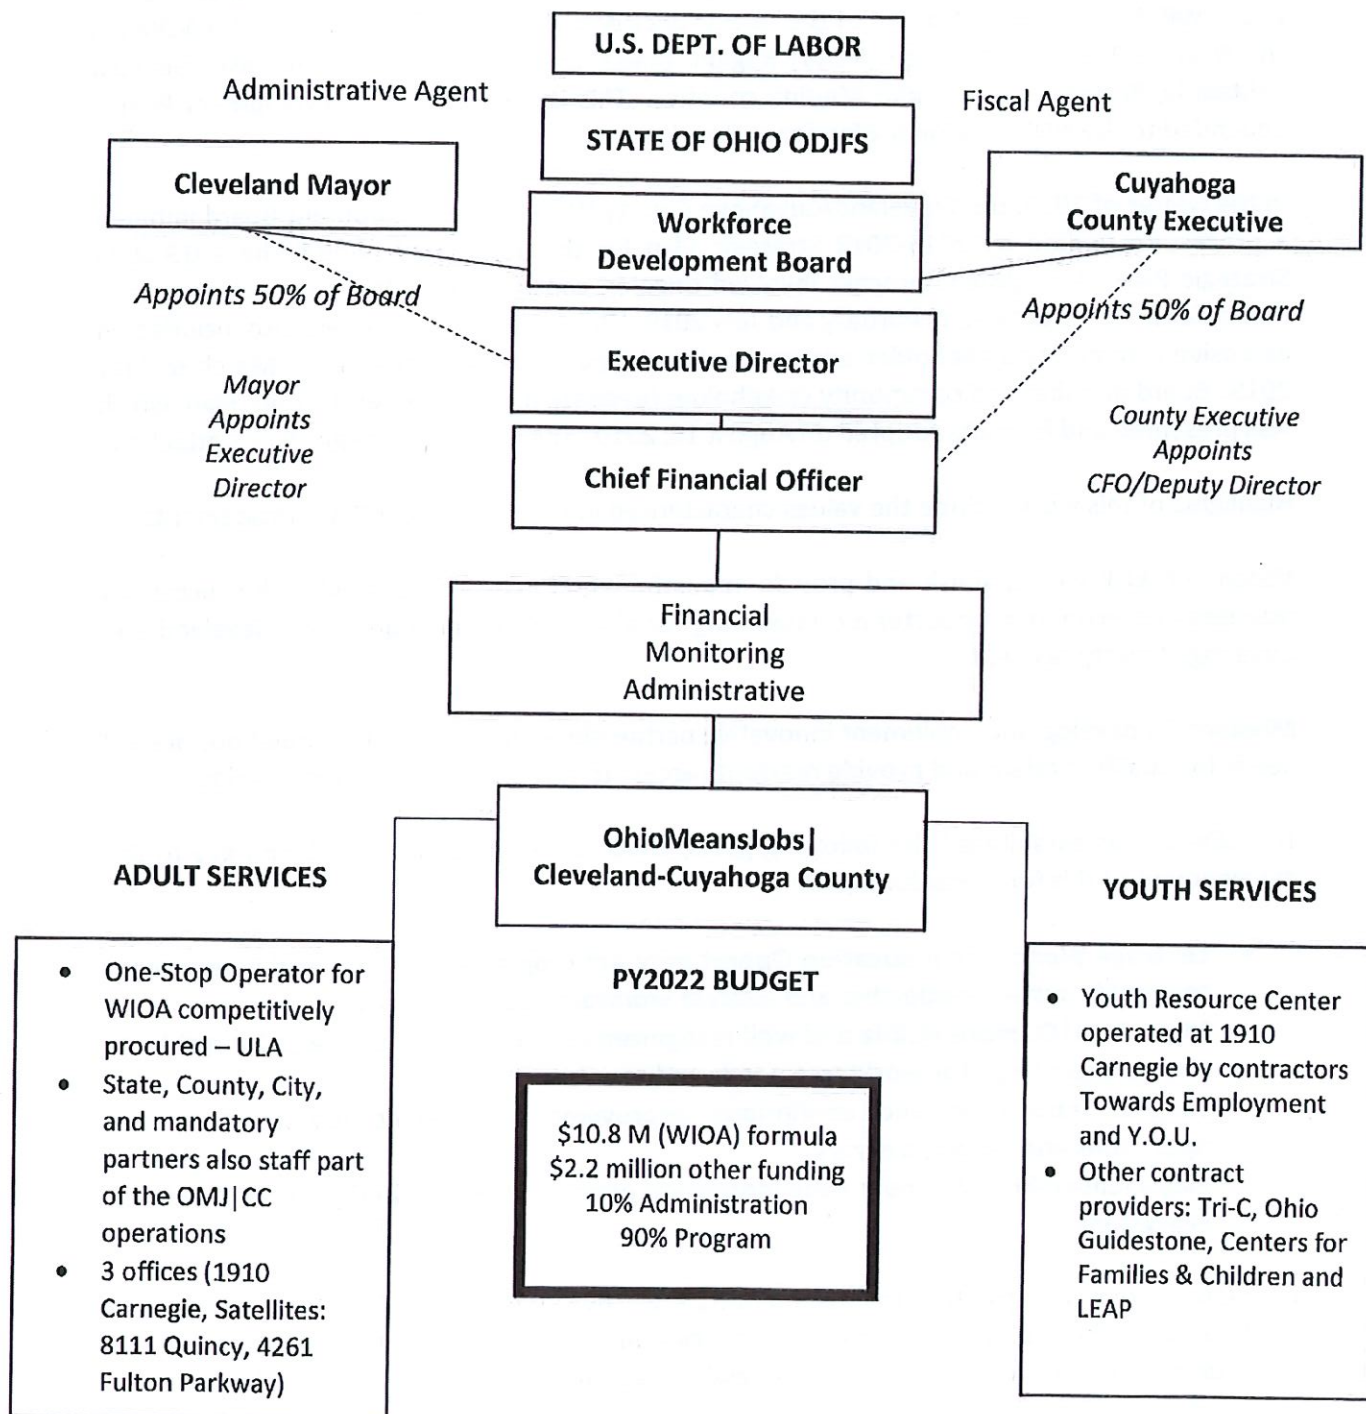 U.S. DEPT. OF LABOR
Administrative Agent
Fiscal Agent
STATE OF OHIO ODJFS
Cleveland Mayor
Cuyahoga
County Executive
Workforce
Development Board
Appoints 50% of Board
Appoints 50% of Board
Executive Director
Mayor
Appoints
Executive
Director
County Executive
Appoints
CFO/Deputy Director
Chief Financial Officer
Financial
Monitoring
Administrative
OhioMeansJobs|
Cleveland-Cuyahoga County
ADULT SERVICES
• One-Stop Operator for
WIOA competitively
procured – ULA
• State, County, City,
and mandatory
partners also staff part
of the OMJ|CC
operations
• 3 offices (1910
Carnegie, Satellites:
8111 Quincy, 4261
Fulton Parkway)
PY2022 BUDGET
$10.8 M (WIOA) formula
$2.2 million other funding
10% Administration
90% Program
YOUTH SERVICES
• Youth Resource Center
operated at 1910
Carnegie by contractors
Towards Employment
and Y.O.U.
• Other contract
providers: Tri-C, Ohio
Guidestone, Centers for
Families & Children and
LEAP